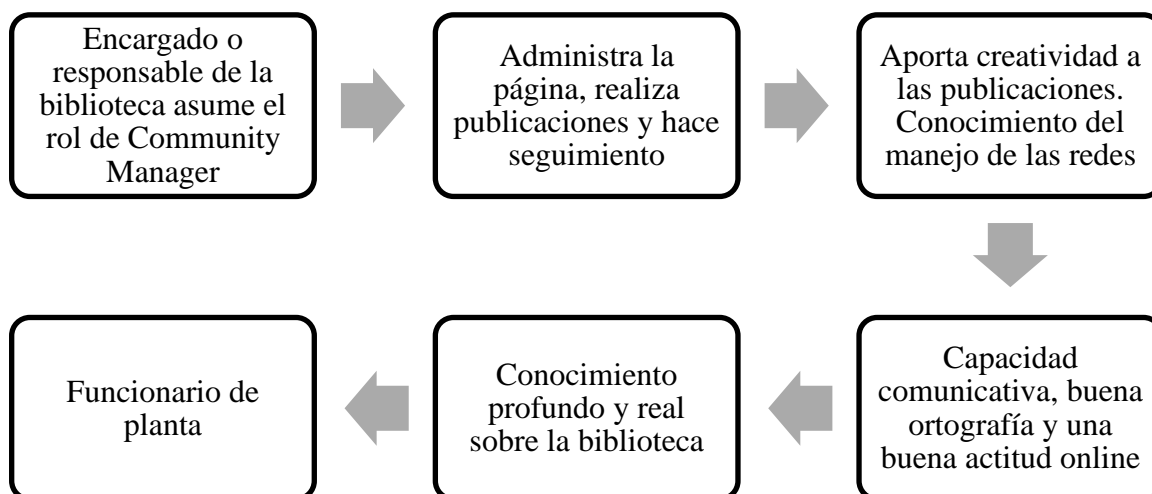 Encargado o
responsable de la
biblioteca asume el
rol de Community
Manager
Administra la
página, realiza
publicaciones y hace
seguimiento
Aporta creatividad a
las publicaciones.
Conocimiento del
manejo de las redes
Capacidad
comunicativa, buena
ortografía y una
buena actitud online
Conocimiento
profundo y real
sobre la biblioteca
Funcionario de
planta